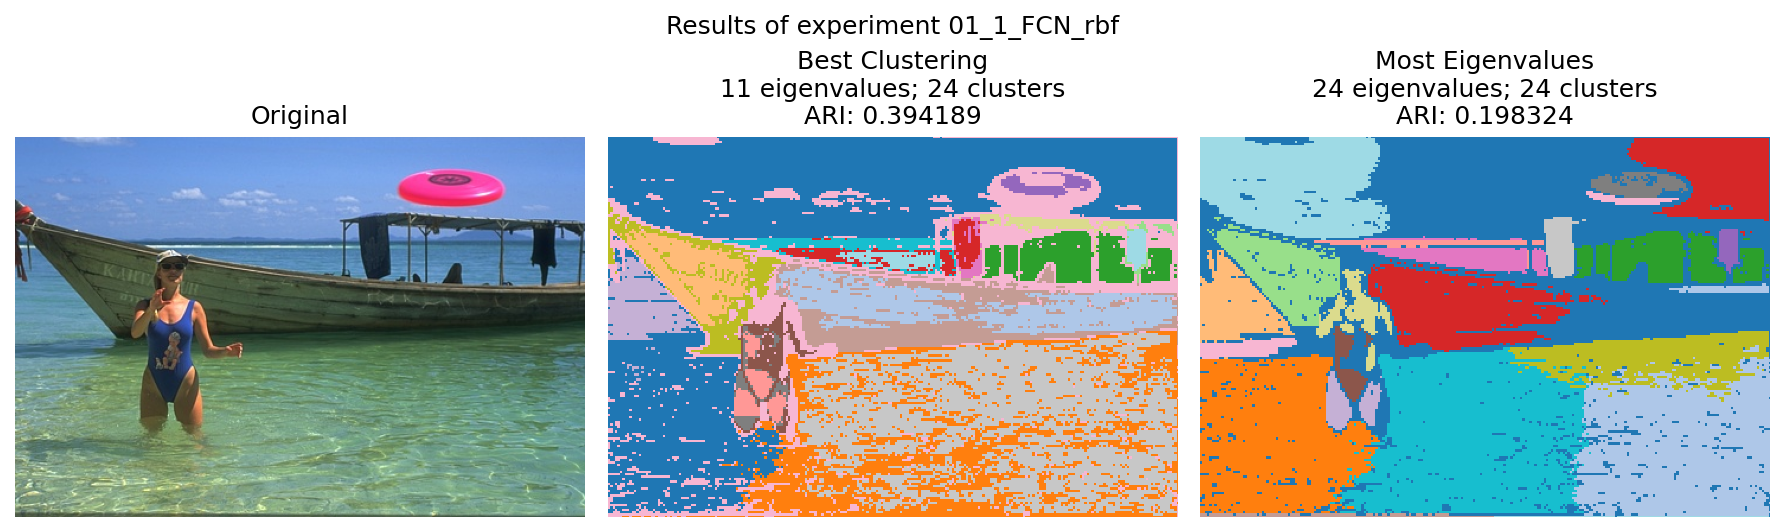 Results of experiment 01_1_FCN_rbf
Original
Best Clustering
11 eigenvalues; 24 clusters
ARI: 0.394189
Most Eigenvalues
24 eigenvalues; 24 clusters
ARI: 0.198324